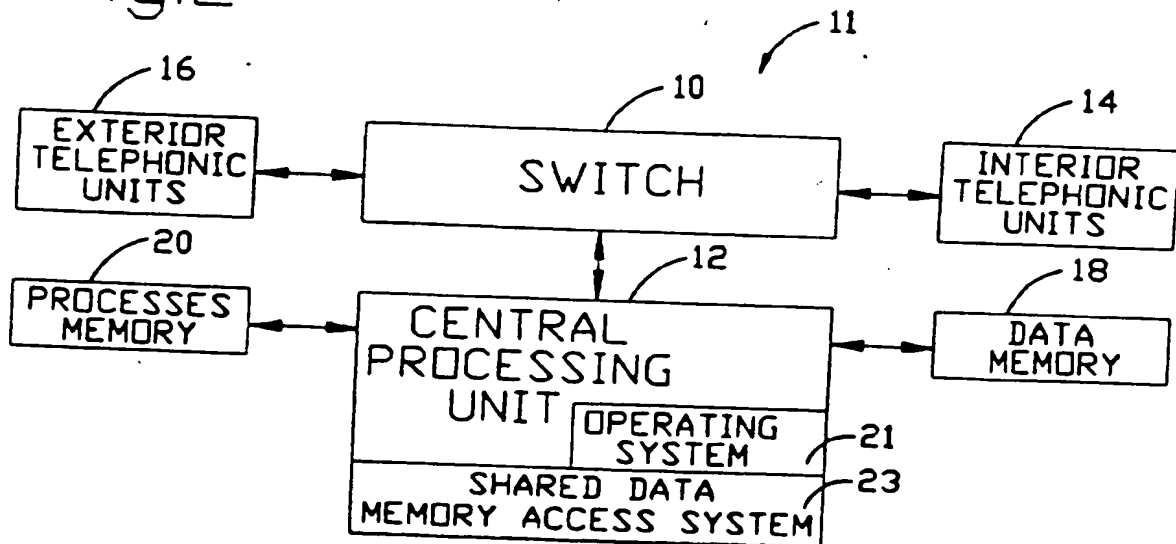 11
16
10
14
EXTERIOR
TELEPHONIC
UNITS
SWITCH
INTERIOR
TELEPHONIC
UNITS
20
12
18
PROCESSES
MEMORY
CENTRAL
PROCESSING
UNIT
DATA
MEMORY
OPERATING
SYSTEM
21
SHARED DATA
MEMORY ACCESS SYSTEM
23